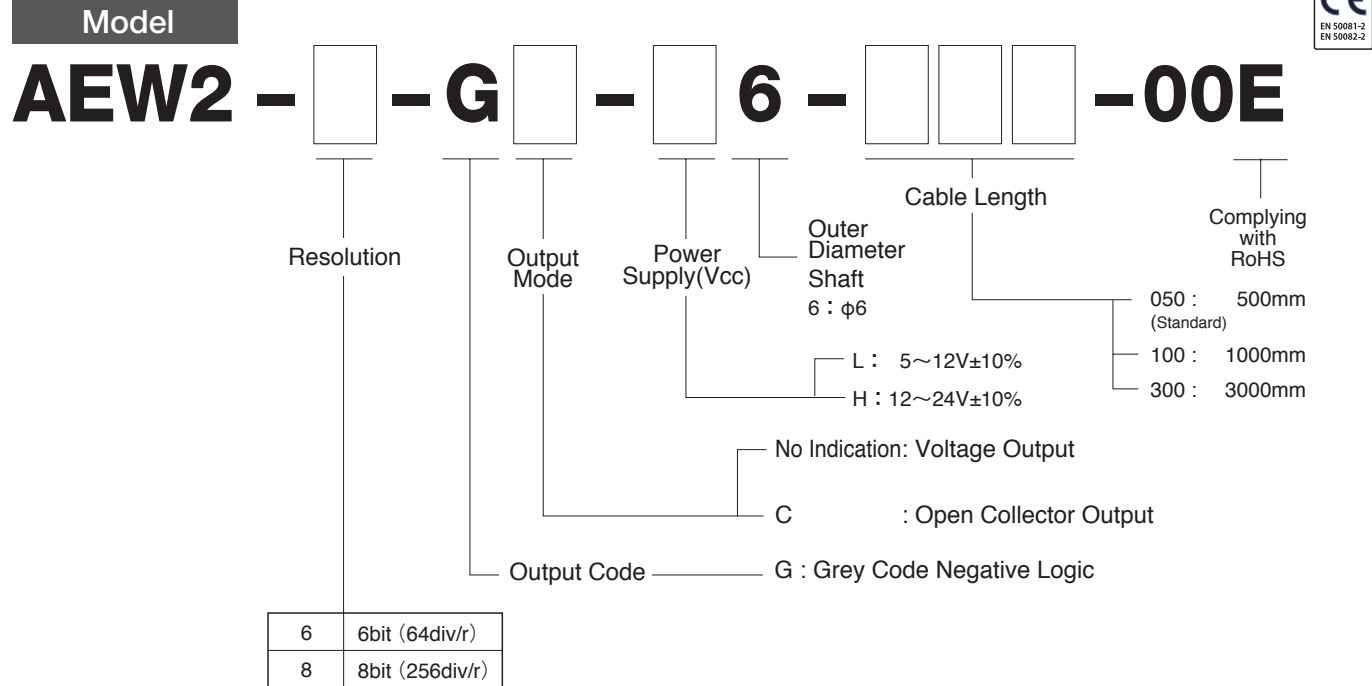 Model
CE
EN 50081-2
EN 50082-2
AEW2 - - G - 6 - - 00E
Resolution
Output
Mode
Power
Supply(Vcc)
Outer
Diameter
Shaft
6：φ6
Cable Length
Complying
with
RoHS
050 : 500mm
(Standard)
100 : 1000mm
300 : 3000mm
L： 5～12V±10%
H：12～24V±10%
No Indication: Voltage Output
C : Open Collector Output
Output Code G : Grey Code Negative Logic
6 6bit（64div/r）
8 8bit（256div/r）